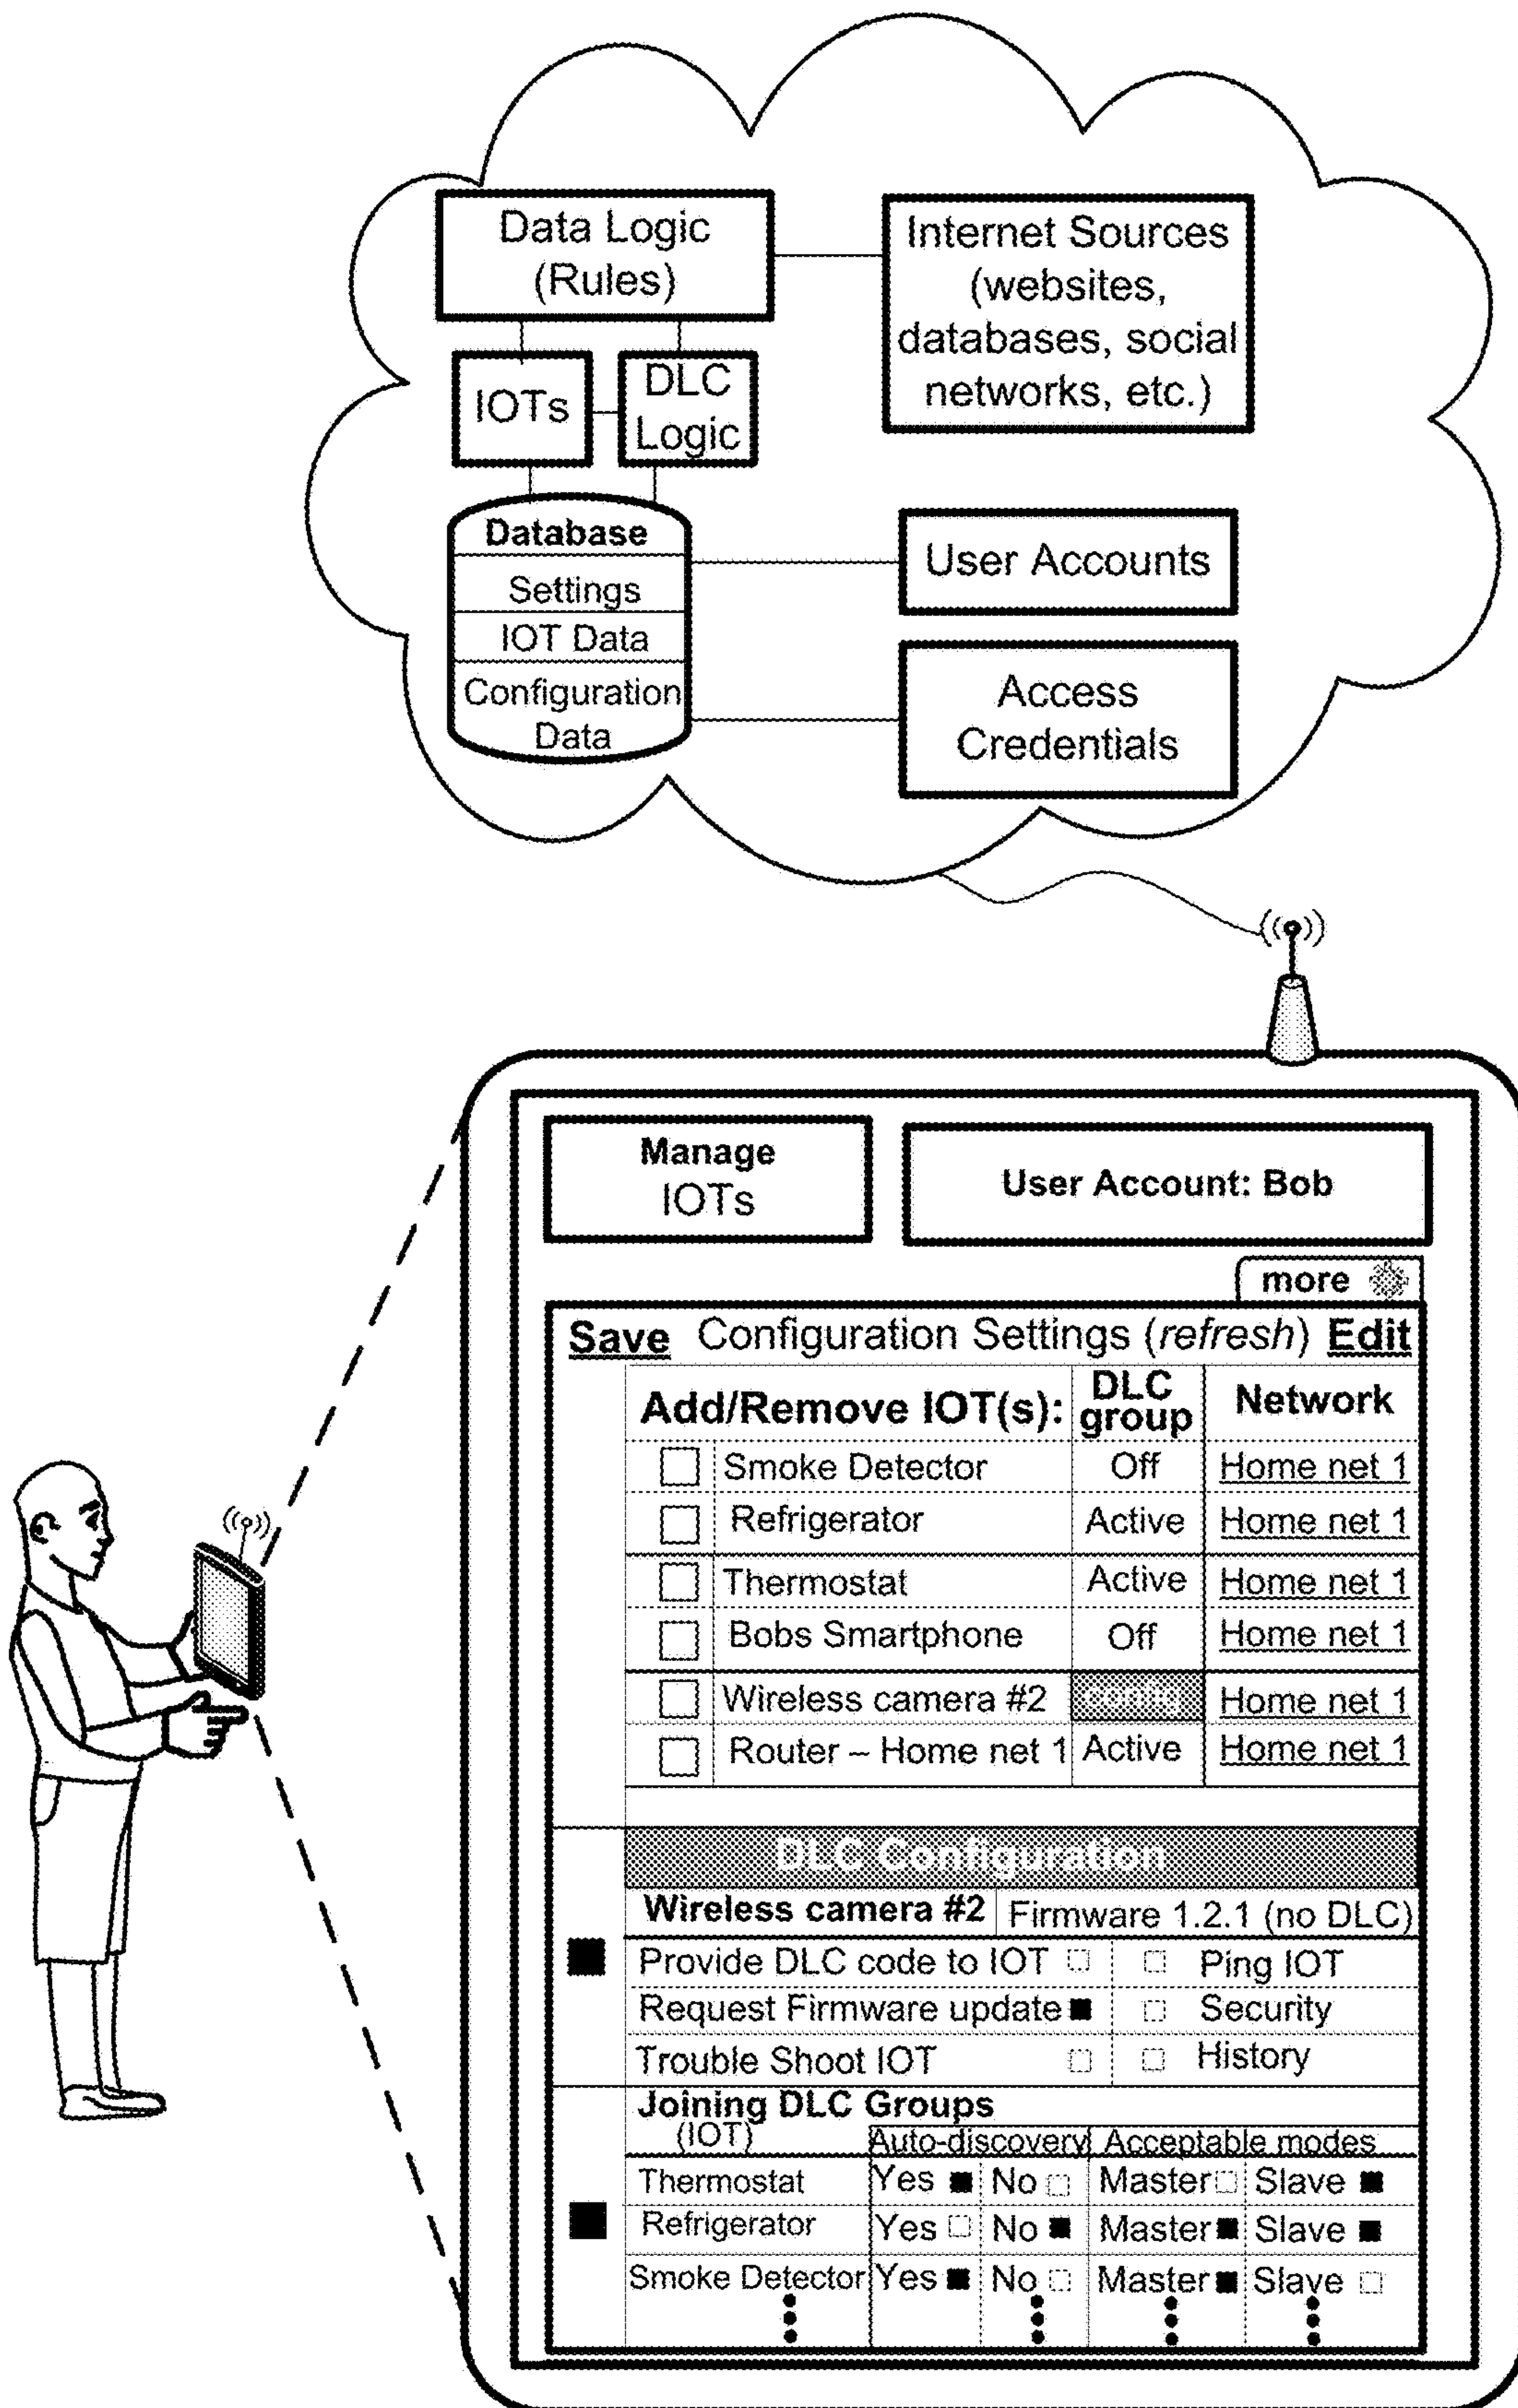 Data Logic
(Rules)
Internet Sources
(websites,
databases, social
networks, etc.)
IOTs
DLC
Logic
Database
Settings
IOT Data
Configuration
Data
User Accounts
Access
Credentials
Manage
IOTs
User Account: Bob
more
Save Configuration Settings (refresh) Edit
Add/Remove IOT(s): DLC group Network
Smoke Detector Off Home net 1
Refrigerator Active Home net 1
Thermostat Active Home net 1
Bobs Smartphone Off Home net 1
Wireless camera #2 config Home net 1
Router – Home net 1 Active Home net 1
DLC Configuration
Wireless camera #2 Firmware 1.2.1 (no DLC)
Provide DLC code to IOT Ping IOT
Request Firmware update Security
Trouble Shoot IOT History
Joining DLC Groups
(IOT) Auto-discovery Acceptable modes
Thermostat Yes No Master Slave
Refrigerator Yes No Master Slave
Smoke Detector Yes No Master Slave